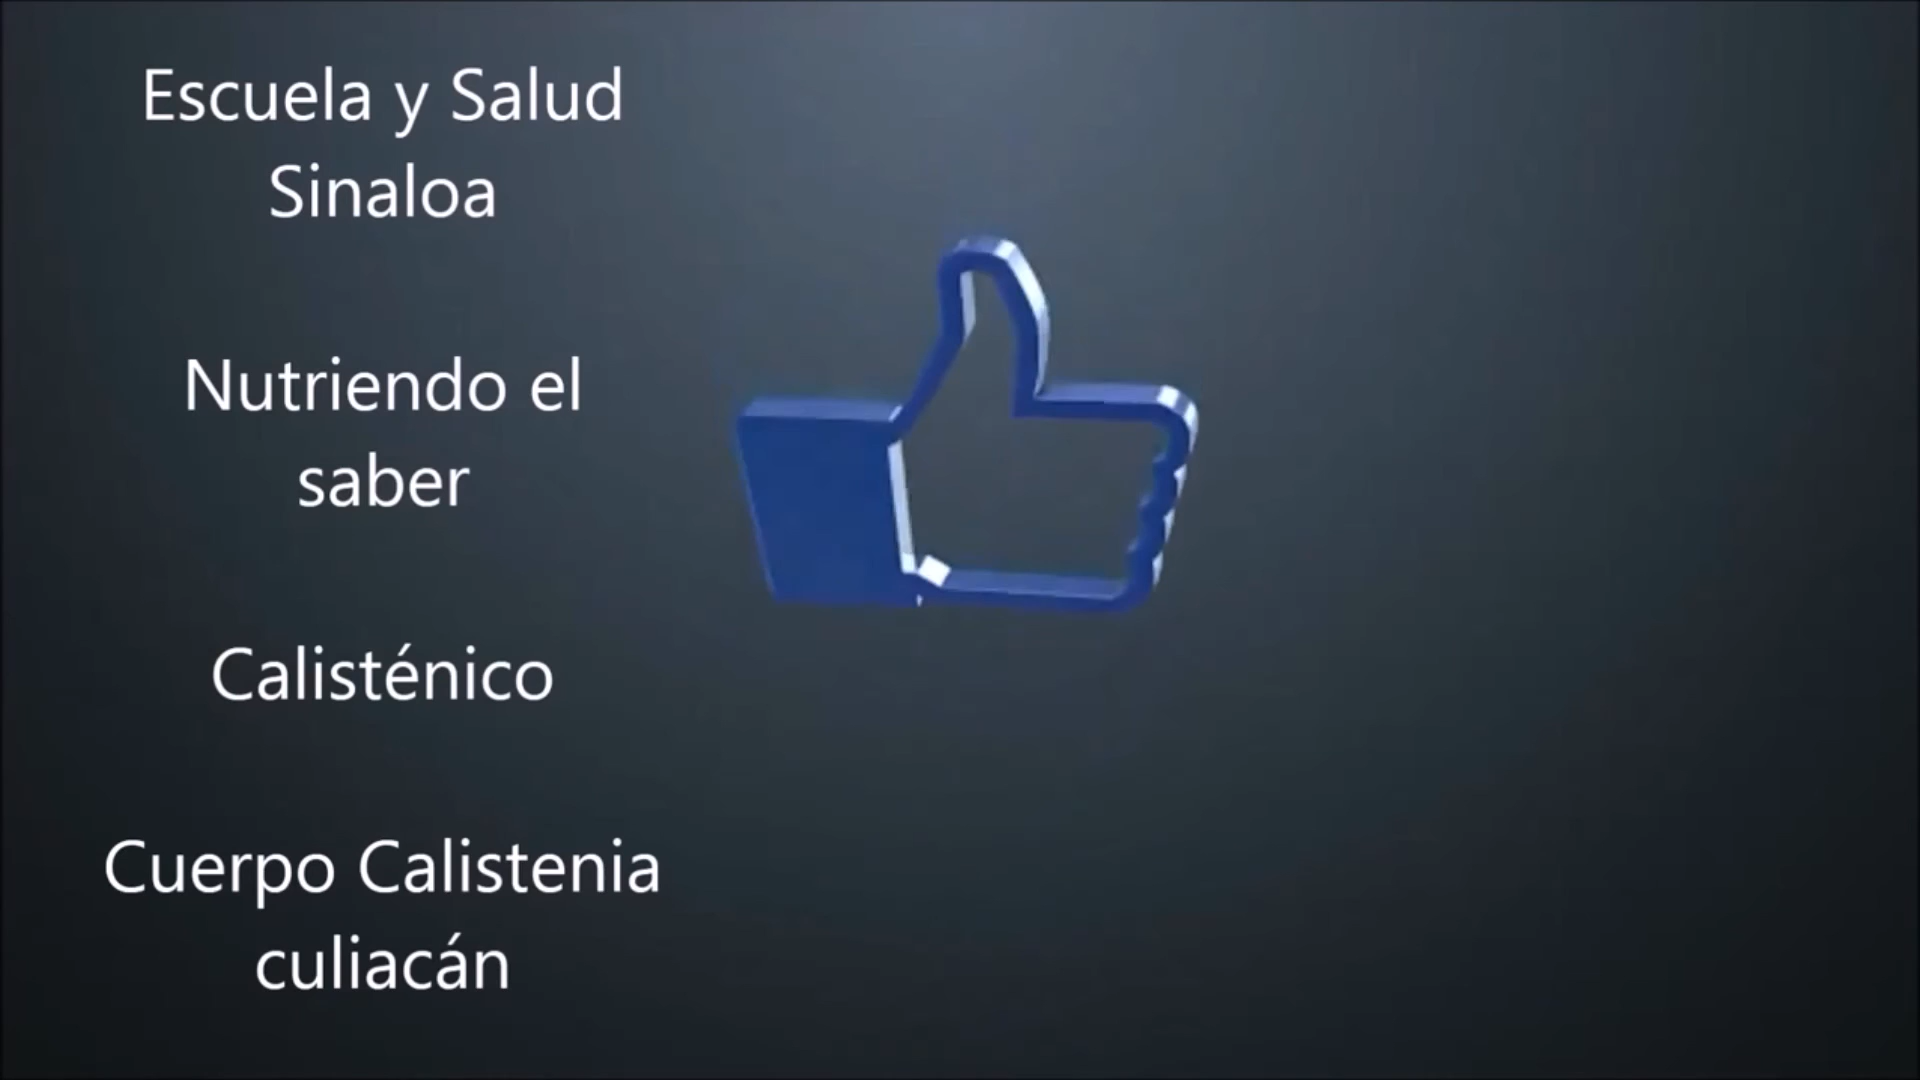 Escuela y Salud
Sinaloa
Nutriendo el
saber
Calisténico
Cuerpo Calistenia
culiacán